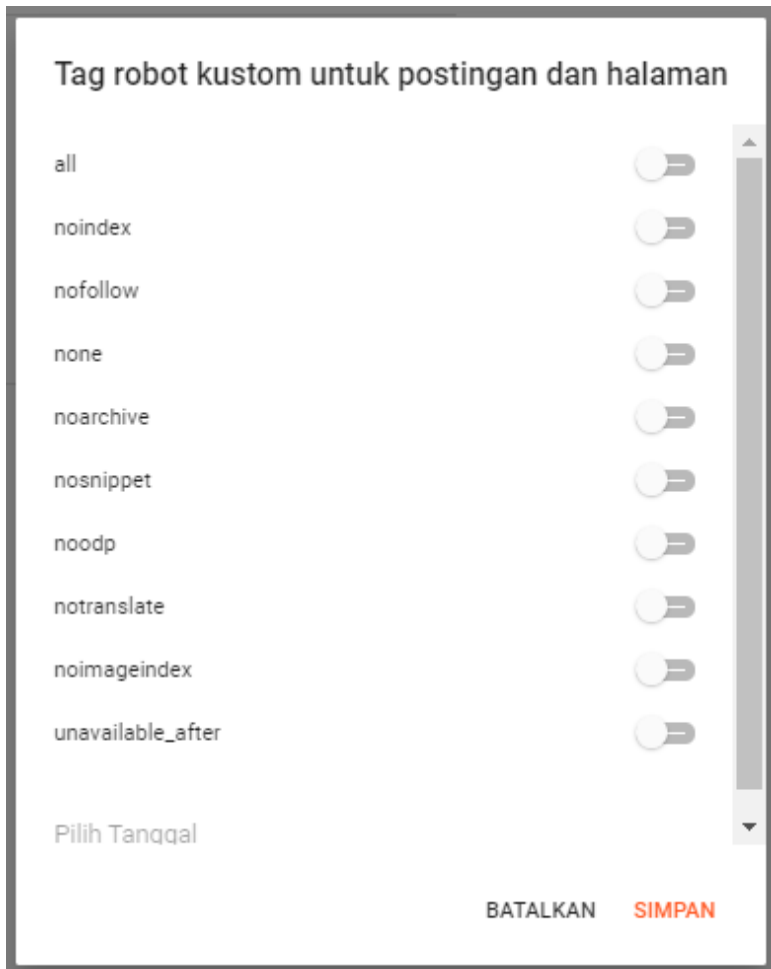 Tag robot kustom untuk postingan dan halaman
all
noindex
nofollow
none
noarchive
nosnippet
noodp
notranslate
noimageindex
unavailable_after
Pilih Tanggal
BATALKAN SIMPAN